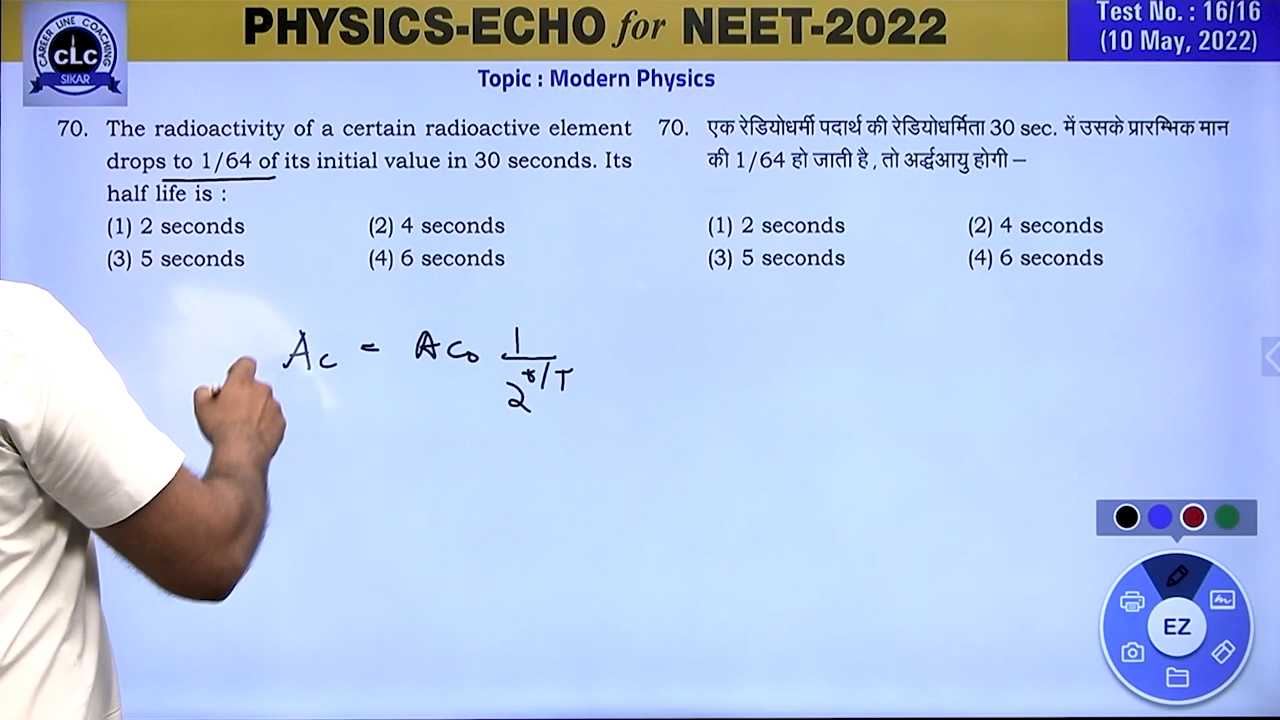 PHYSICS-ECHO for NEET-2022
Test No. : 16/16
(10 May, 2022)
CAREER LINE COACHING
CLC
SIKAR
Topic : Modern Physics
70. The radioactivity of a certain radioactive element
drops to 1/64 of its initial value in 30 seconds. Its
half life is :
(1) 2 seconds (2) 4 seconds
(3) 5 seconds (4) 6 seconds
70. एक रेडियोधर्मी पदार्थ की रेडियोधर्मिता 30 sec. में उसके प्रारम्भिक मान
की 1/64 हो जाती है , तो अर्द्धआयु होगी –
(1) 2 seconds (2) 4 seconds
(3) 5 seconds (4) 6 seconds
Ac = Ac₀ 1/2^(t/T)
EZ